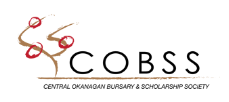 COBSS
CENTRAL OKANAGAN BURSARY & SCHOLARSHIP SOCIETY